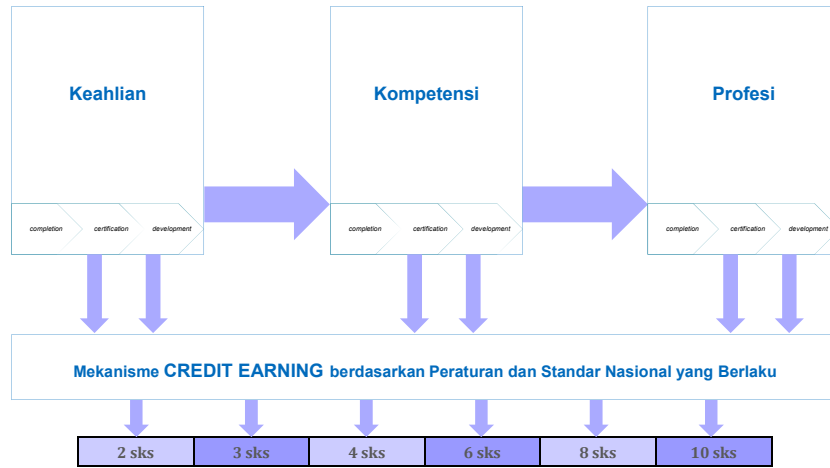 Keahlian
Kompetensi
Profesi
completion
certification
development
completion
certification
development
completion
certification
development
Mekanisme CREDIT EARNING berdasarkan Peraturan dan Standar Nasional yang Berlaku
2 sks
3 sks
4 sks
6 sks
8 sks
10 sks